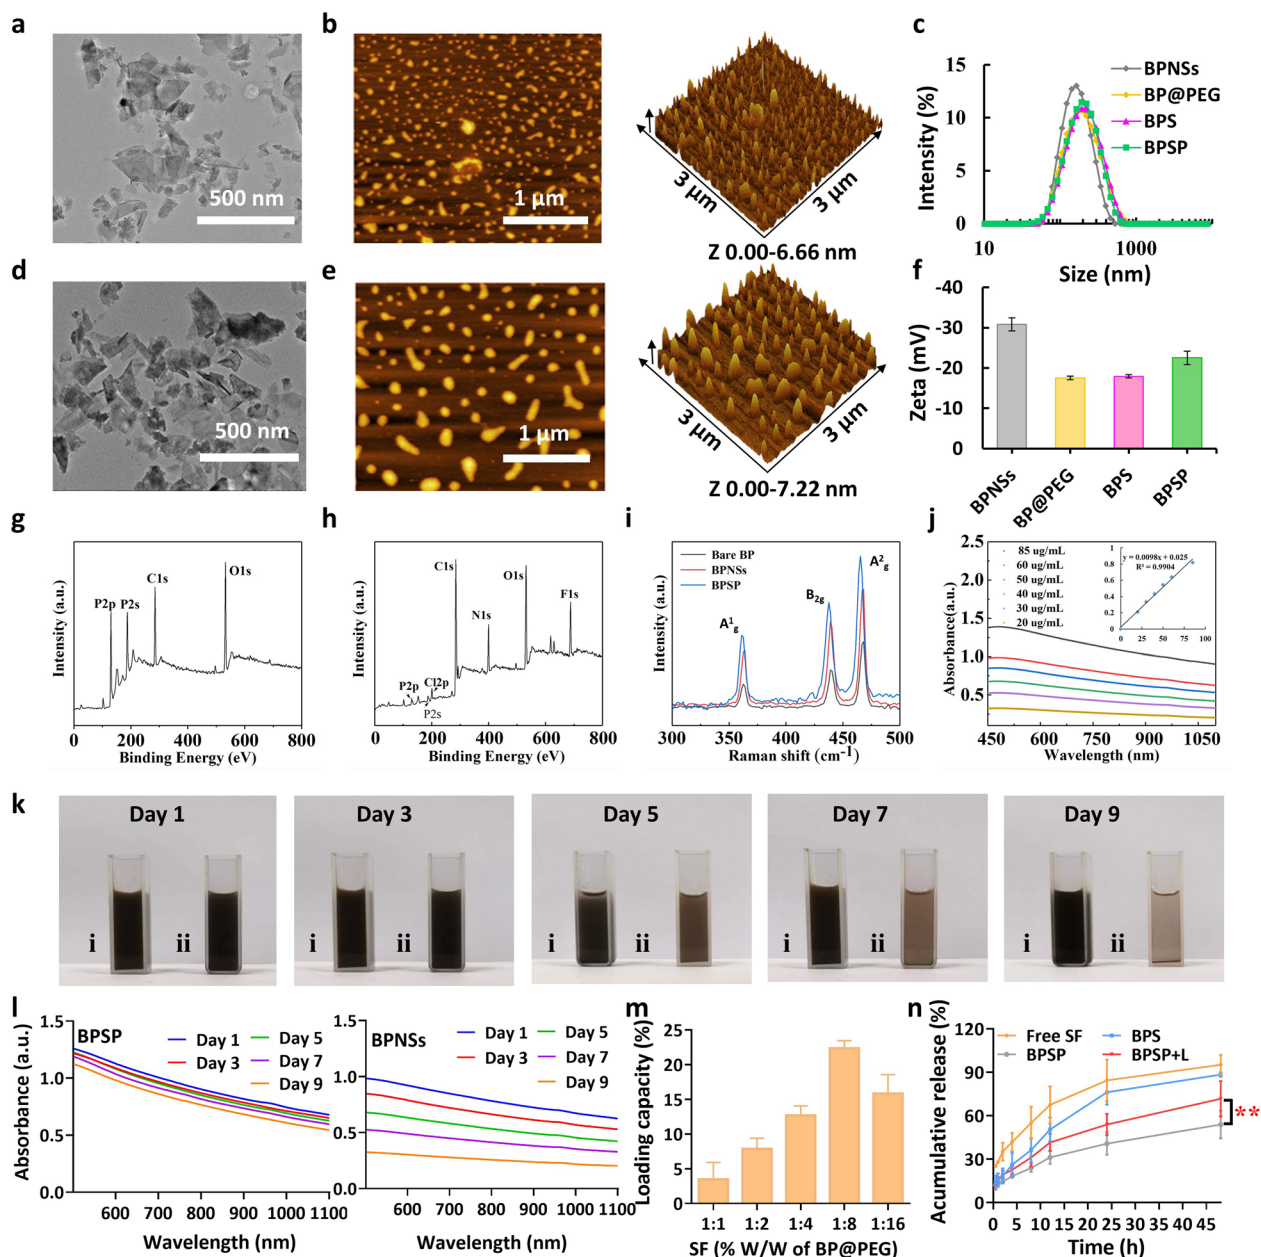 a
500 nm
b
1 µm
3 µm
3 µm
Z 0.00-6.66 nm
c
Intensity (%)
15
10
5
0
10
1000
Size (nm)
BPNSs
BP@PEG
BPS
BPSP
d
500 nm
e
1 µm
3 µm
3 µm
Z 0.00-7.22 nm
f
Zeta (mV)
-40
-30
-20
-10
0
BPNSs
BP@PEG
BPS
BPSP
g
Intensity (a.u.)
P2p
P2s
C1s
O1s
0 200 400 600 800
Binding Energy (eV)
h
Intensity (a.u.)
C1s
O1s
N1s
F1s
P2p
Cl2p
P2s
0 200 400 600 800
Binding Energy (eV)
i
Intensity (a.u.)
Bare BP
BPNSs
BPSP
A¹g
B2g
A²g
300 350 400 450 500
Raman shift (cm-1)
j
Absorbance(a.u.)
2.5
2.0
1.5
1.0
0.5
85 ug/mL
60 ug/mL
50 ug/mL
40 ug/mL
30 ug/mL
20 ug/mL
y = 0.0098x + 0.025
R² = 0.9904
1
0.8
0.6
0.4
0.2
0
0 50 100
450 600 750 900 1050
Wavelength (nm)
k
Day 1
i ii
Day 3
i ii
Day 5
i ii
Day 7
i ii
Day 9
i ii
l
Absorbance (a.u.)
BPSP
Day 1
Day 3
Day 5
Day 7
Day 9
1.5
1.0
0.5
0.0
600 700 800 900 1000 1100
Wavelength (nm)
BPNSs
Day 1
Day 3
Day 5
Day 7
Day 9
1.5
1.0
0.5
0.0
600 700 800 900 1000 1100
Wavelength (nm)
m
Loading capacity (%)
25
20
15
10
5
0
1:1 1:2 1:4 1:8 1:16
SF (% W/W of BP@PEG)
n
Acumulative release (%)
120
90
60
30
0
Free SF
BPSP
BPS
BPSP+L
**
0 5 10 15 20 25 30 35 40 45
Time (h)